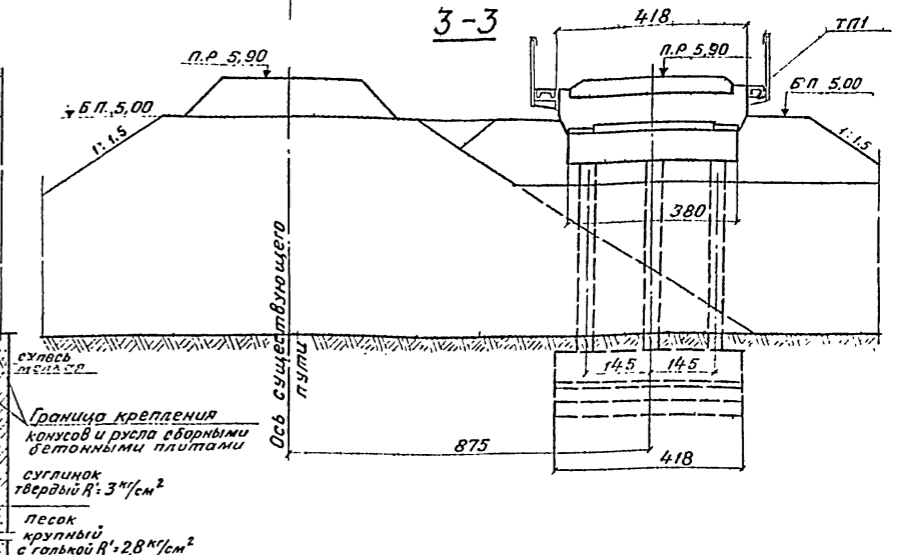 3-3
418
ТП1
П.Р 5,90
П.Р 5,90
Б П. 5,00
Б П 5,00
1:1.5
1:1.5
380
Ось существующего
пути
145
145
875
418
супесь
Граница крепления
конусов и русла сборными
бетонными плитами
суглинок
твердый R'= 3 кг/см²
песок
крупный
с галькой R'=2,8 кг/см²